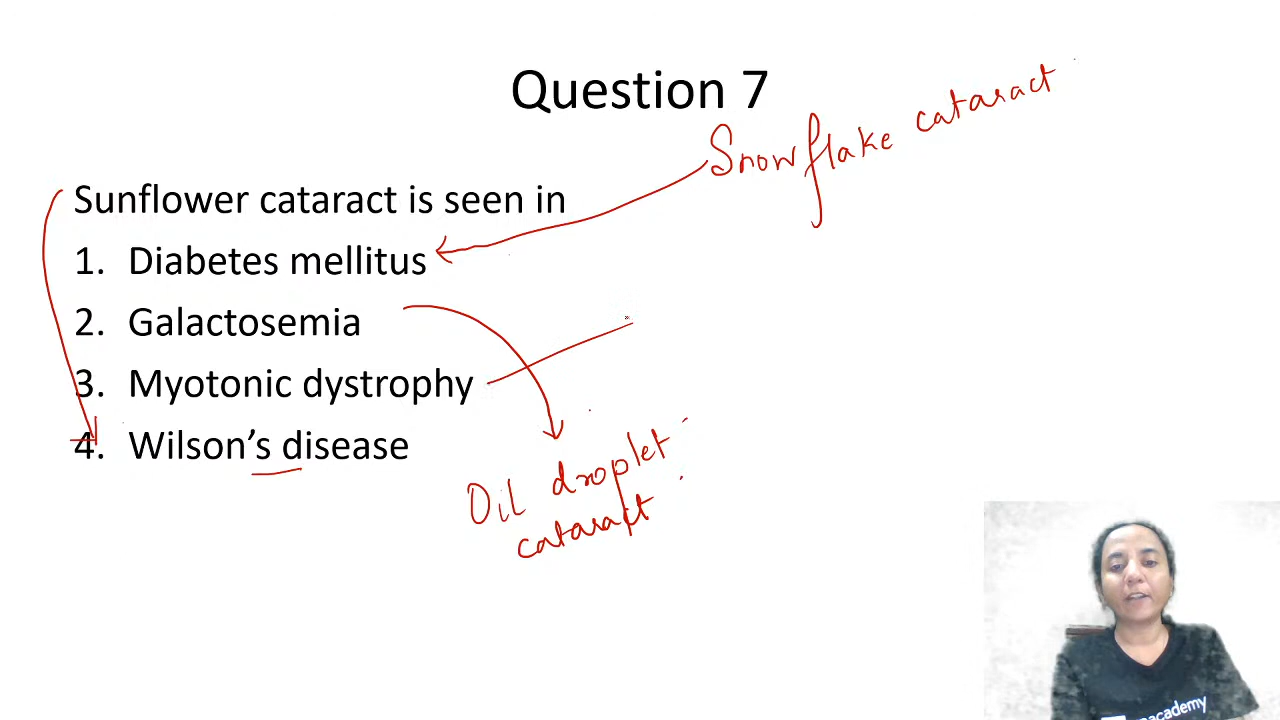 Question 7
Snowflake cataract
Sunflower cataract is seen in
1. Diabetes mellitus
2. Galactosemia
3. Myotonic dystrophy
4. Wilson's disease
Oil droplet
cataract
academy